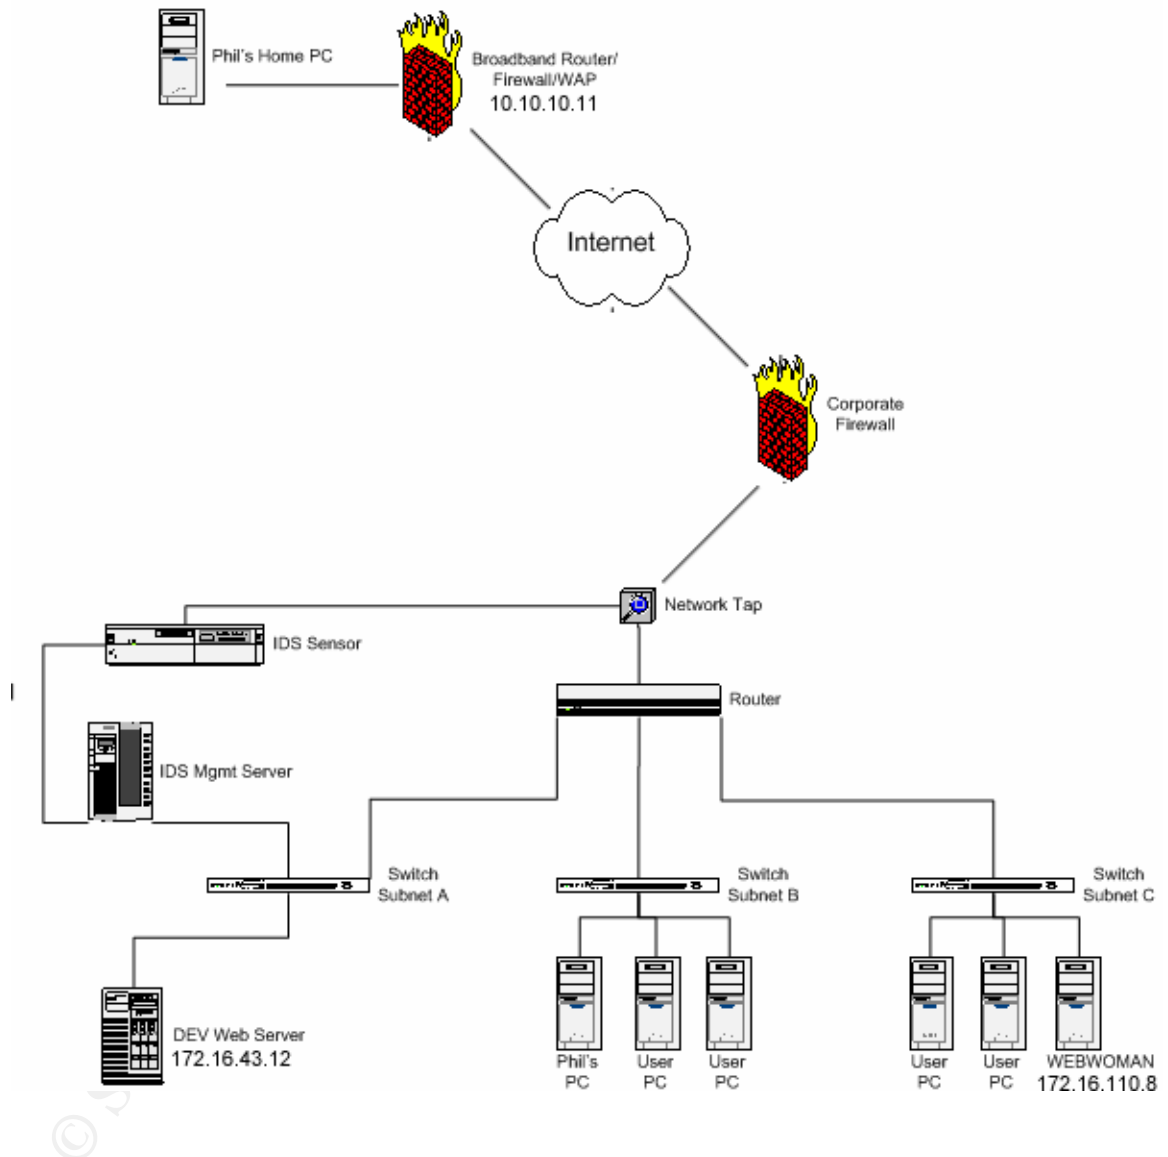 Phil's Home PC
Broadband Router/
Firewall/WAP
10.10.10.11
Internet
Corporate
Firewall
Network Tap
IDS Sensor
Router
IDS Mgmt Server
Switch
Subnet A
Switch
Subnet B
Switch
Subnet C
DEV Web Server
172.16.43.12
Phil's
PC
User
PC
User
PC
User
PC
User
PC
WEBWOMAN
172.16.110.8
©